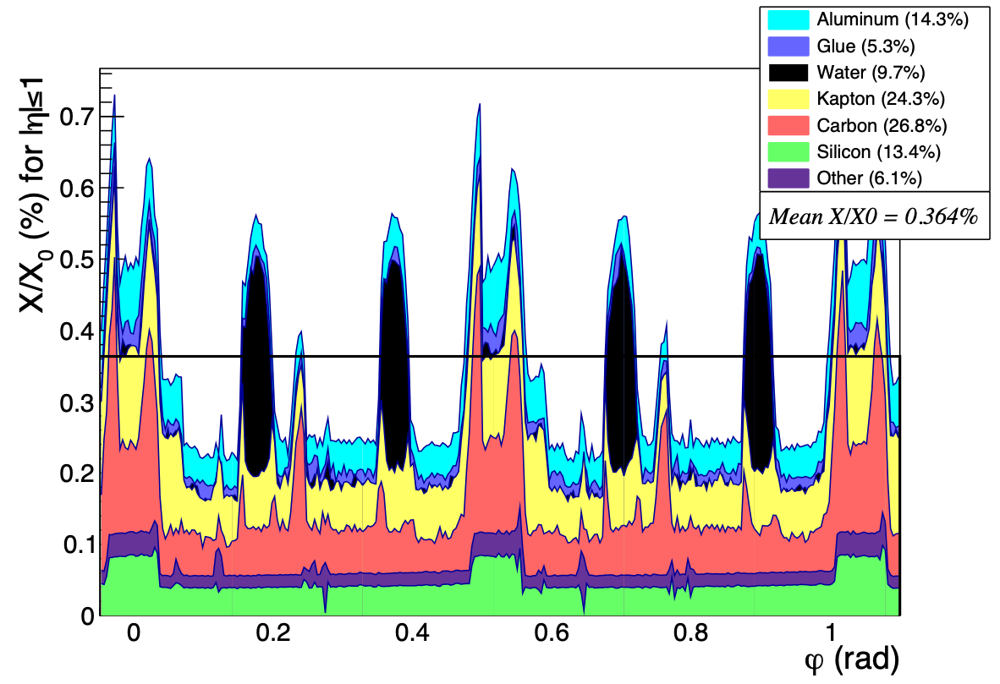 Aluminum (14.3%)
Glue (5.3%)
Water (9.7%)
Kapton (24.3%)
Carbon (26.8%)
Silicon (13.4%)
Other (6.1%)
Mean X/X0 = 0.364%
X/X0 (%) for |η|≤1
0.7
0.6
0.5
0.4
0.3
0.2
0.1
0
0 0.2 0.4 0.6 0.8 1
φ (rad)